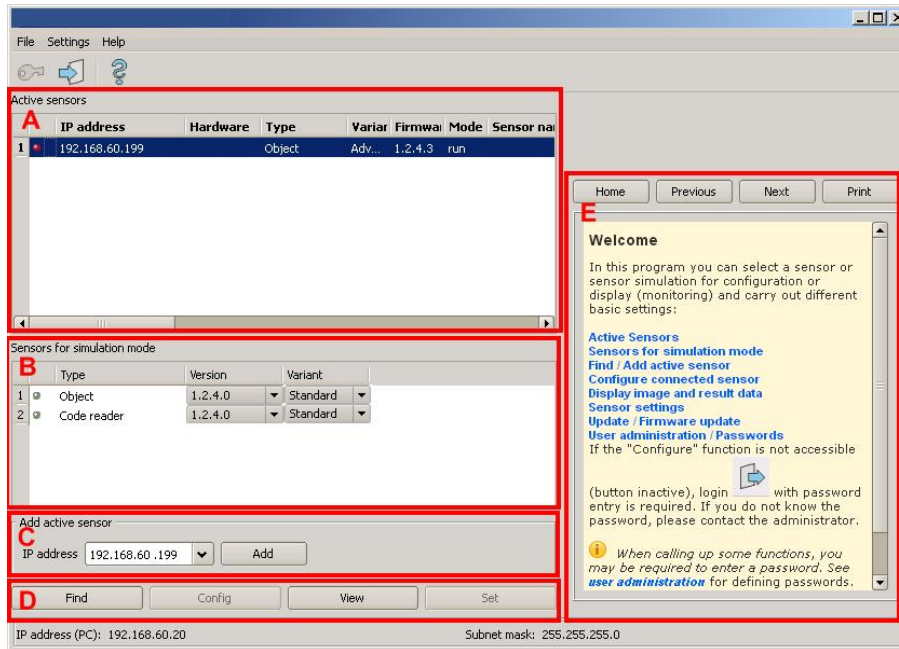 File Settings Help
Active sensors
A
IP address Hardware Type Variar Firmwar Mode Sensor nar
1 192.168.60.199 Object Adv... 1.2.4.3 run
Sensors for simulation mode
B
Type Version Variant
1 Object 1.2.4.0 Standard
2 Code reader 1.2.4.0 Standard
Add active sensor
C
IP address 192.168.60 .199 Add
D
Find Config View Set
IP address (PC): 192.168.60.20 Subnet mask: 255.255.255.0
Home Previous Next Print
E
Welcome
In this program you can select a sensor or
sensor simulation for configuration or
display (monitoring) and carry out different
basic settings:
Active Sensors
Sensors for simulation mode
Find / Add active sensor
Configure connected sensor
Display image and result data
Sensor settings
Update / Firmware update
User administration / Passwords
If the "Configure" function is not accessible
(button inactive), login with password
entry is required. If you do not know the
password, please contact the administrator.
When calling up some functions, you
may be required to enter a password. See
user administration for defining passwords.